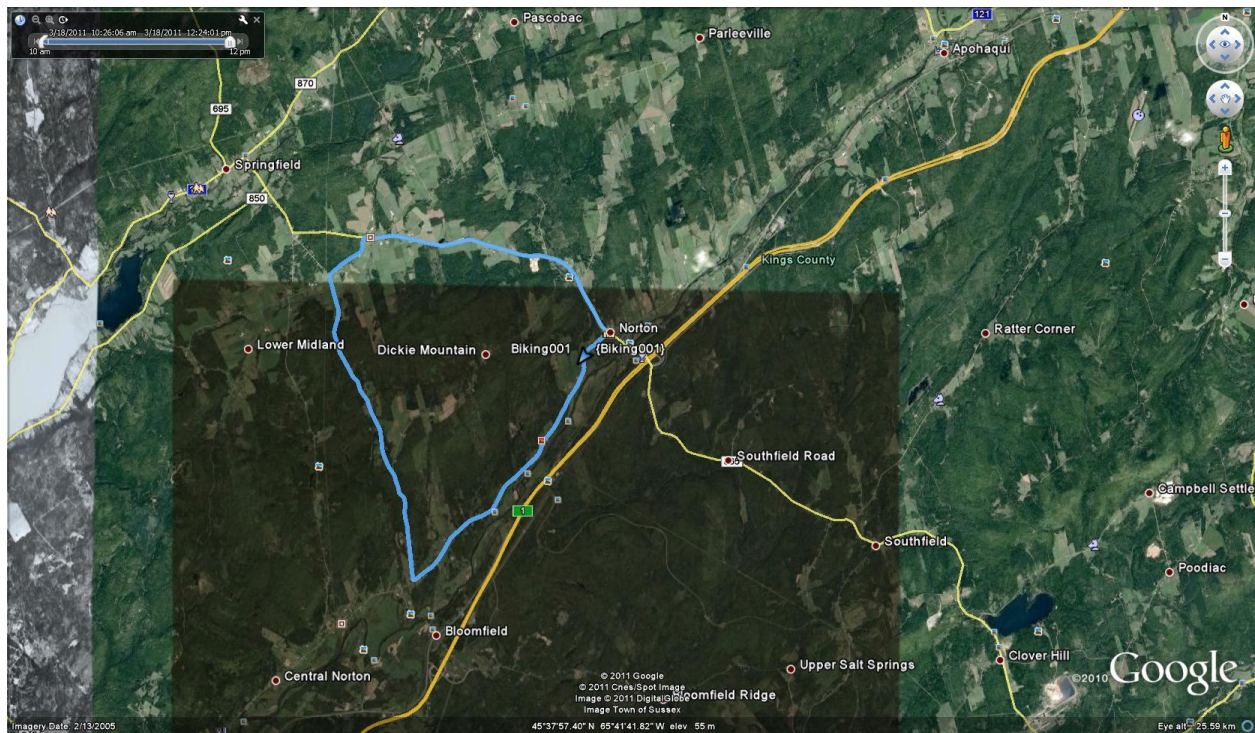 3/18/2011 10:26:06 am 3/18/2011 12:24:01 pm
10 am 12 pm
N
Pascobac
Parleeville
121
Apohaqui
870
695
Springfield
850
Kings County
Norton
Ratter Corner
Lower Midland
Dickie Mountain
Biking001
{Biking001}
Southfield Road
Campbell Settle
1
Southfield
Poodiac
Bloomfield
Clover Hill
Upper Salt Springs
Central Norton
©2010 Google
© 2011 Google
© 2011 Cnes/Spot Image
Image © 2011 DigitalGlobe
Bloomfield Ridge
Image Town of Sussex
Imagery Date: 2/13/2005
45°37'57.40" N 65°41'41.82" W elev 55 m
Eye alt 25.59 km